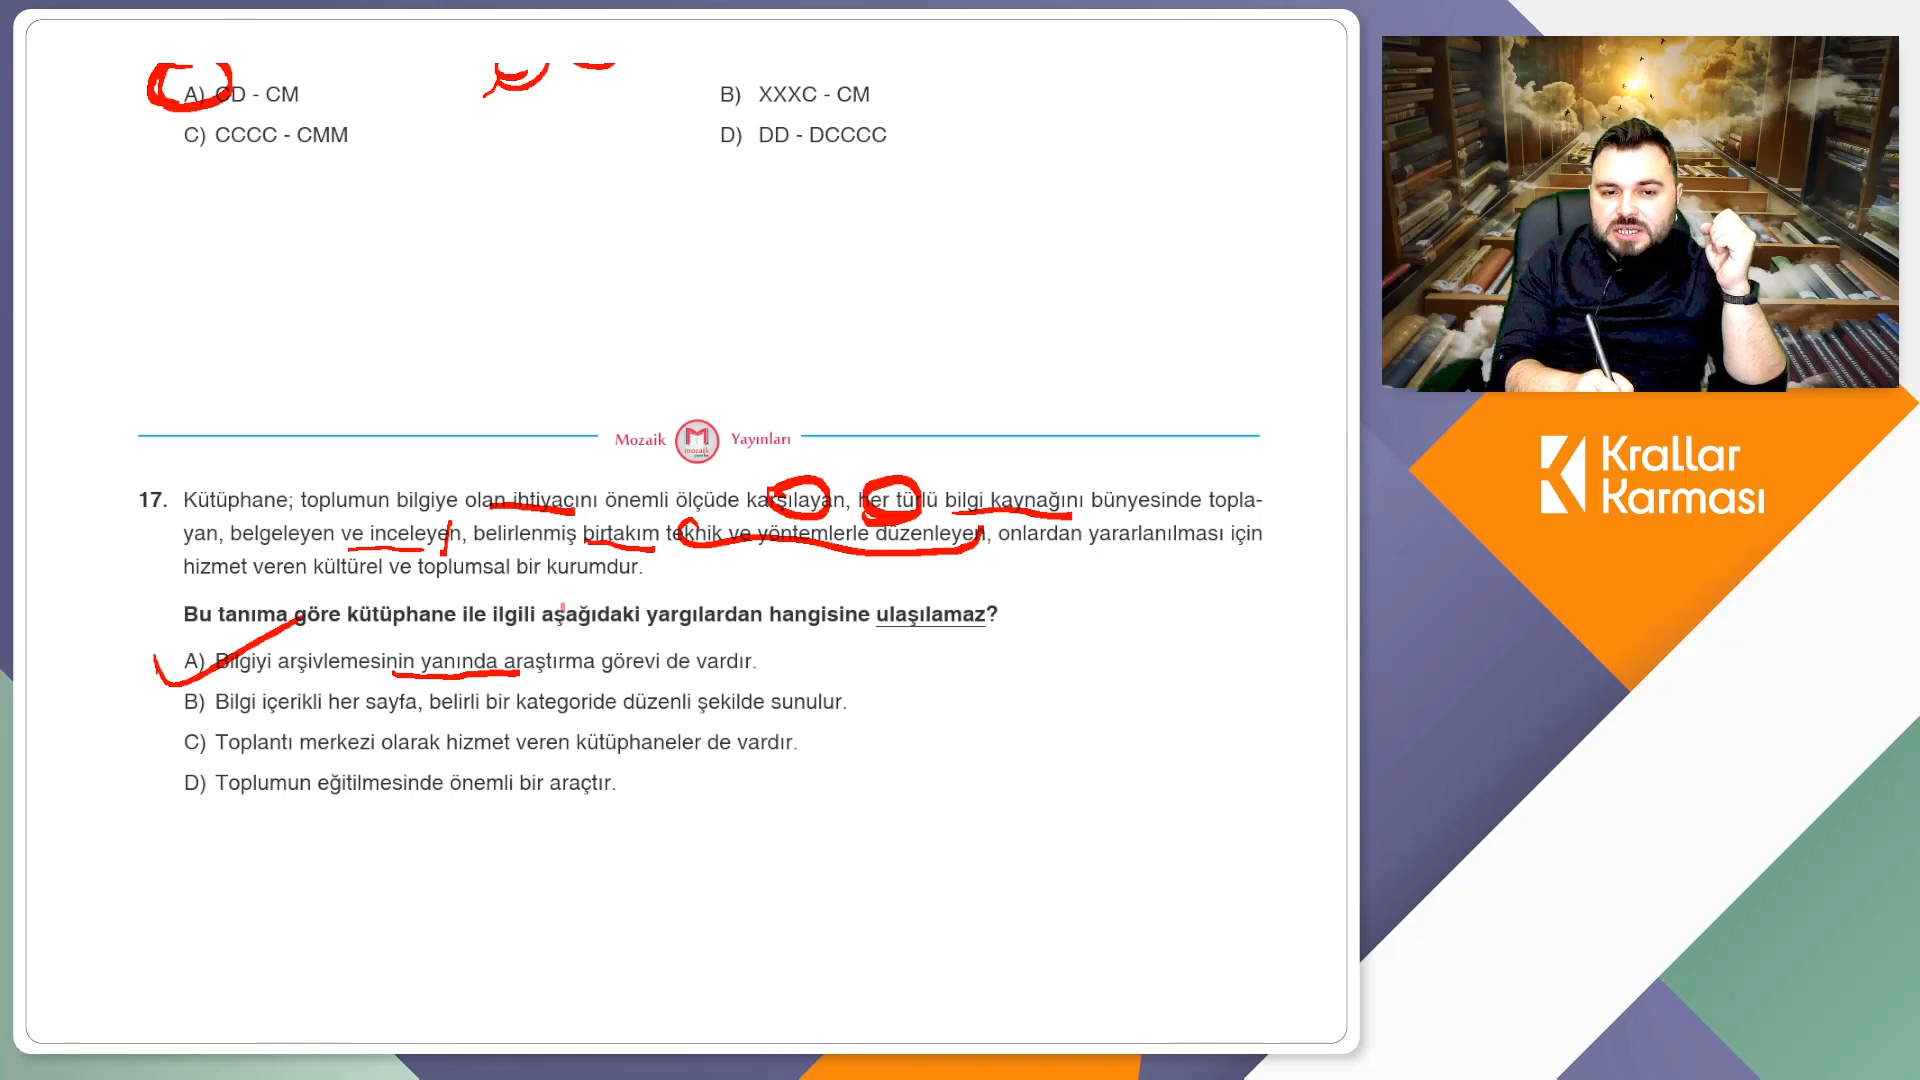 A) CD - CM
B) XXXC - CM
C) CCCC - CMM
D) DD - DCCCC
Mozaik Yayınları
17. Kütüphane; toplumun bilgiye olan ihtiyacını önemli ölçüde karşılayan, her türlü bilgi kaynağını bünyesinde topla-
yan, belgeleyen ve inceleyen, belirlenmiş birtakım teknik ve yöntemlerle düzenleyen, onlardan yararlanılması için
hizmet veren kültürel ve toplumsal bir kurumdur.
Bu tanıma göre kütüphane ile ilgili aşağıdaki yargılardan hangisine ulaşılamaz?
A) Bilgiyi arşivlemesinin yanında araştırma görevi de vardır.
B) Bilgi içerikli her sayfa, belirli bir kategoride düzenli şekilde sunulur.
C) Toplantı merkezi olarak hizmet veren kütüphaneler de vardır.
D) Toplumun eğitilmesinde önemli bir araçtır.
Krallar
Karması